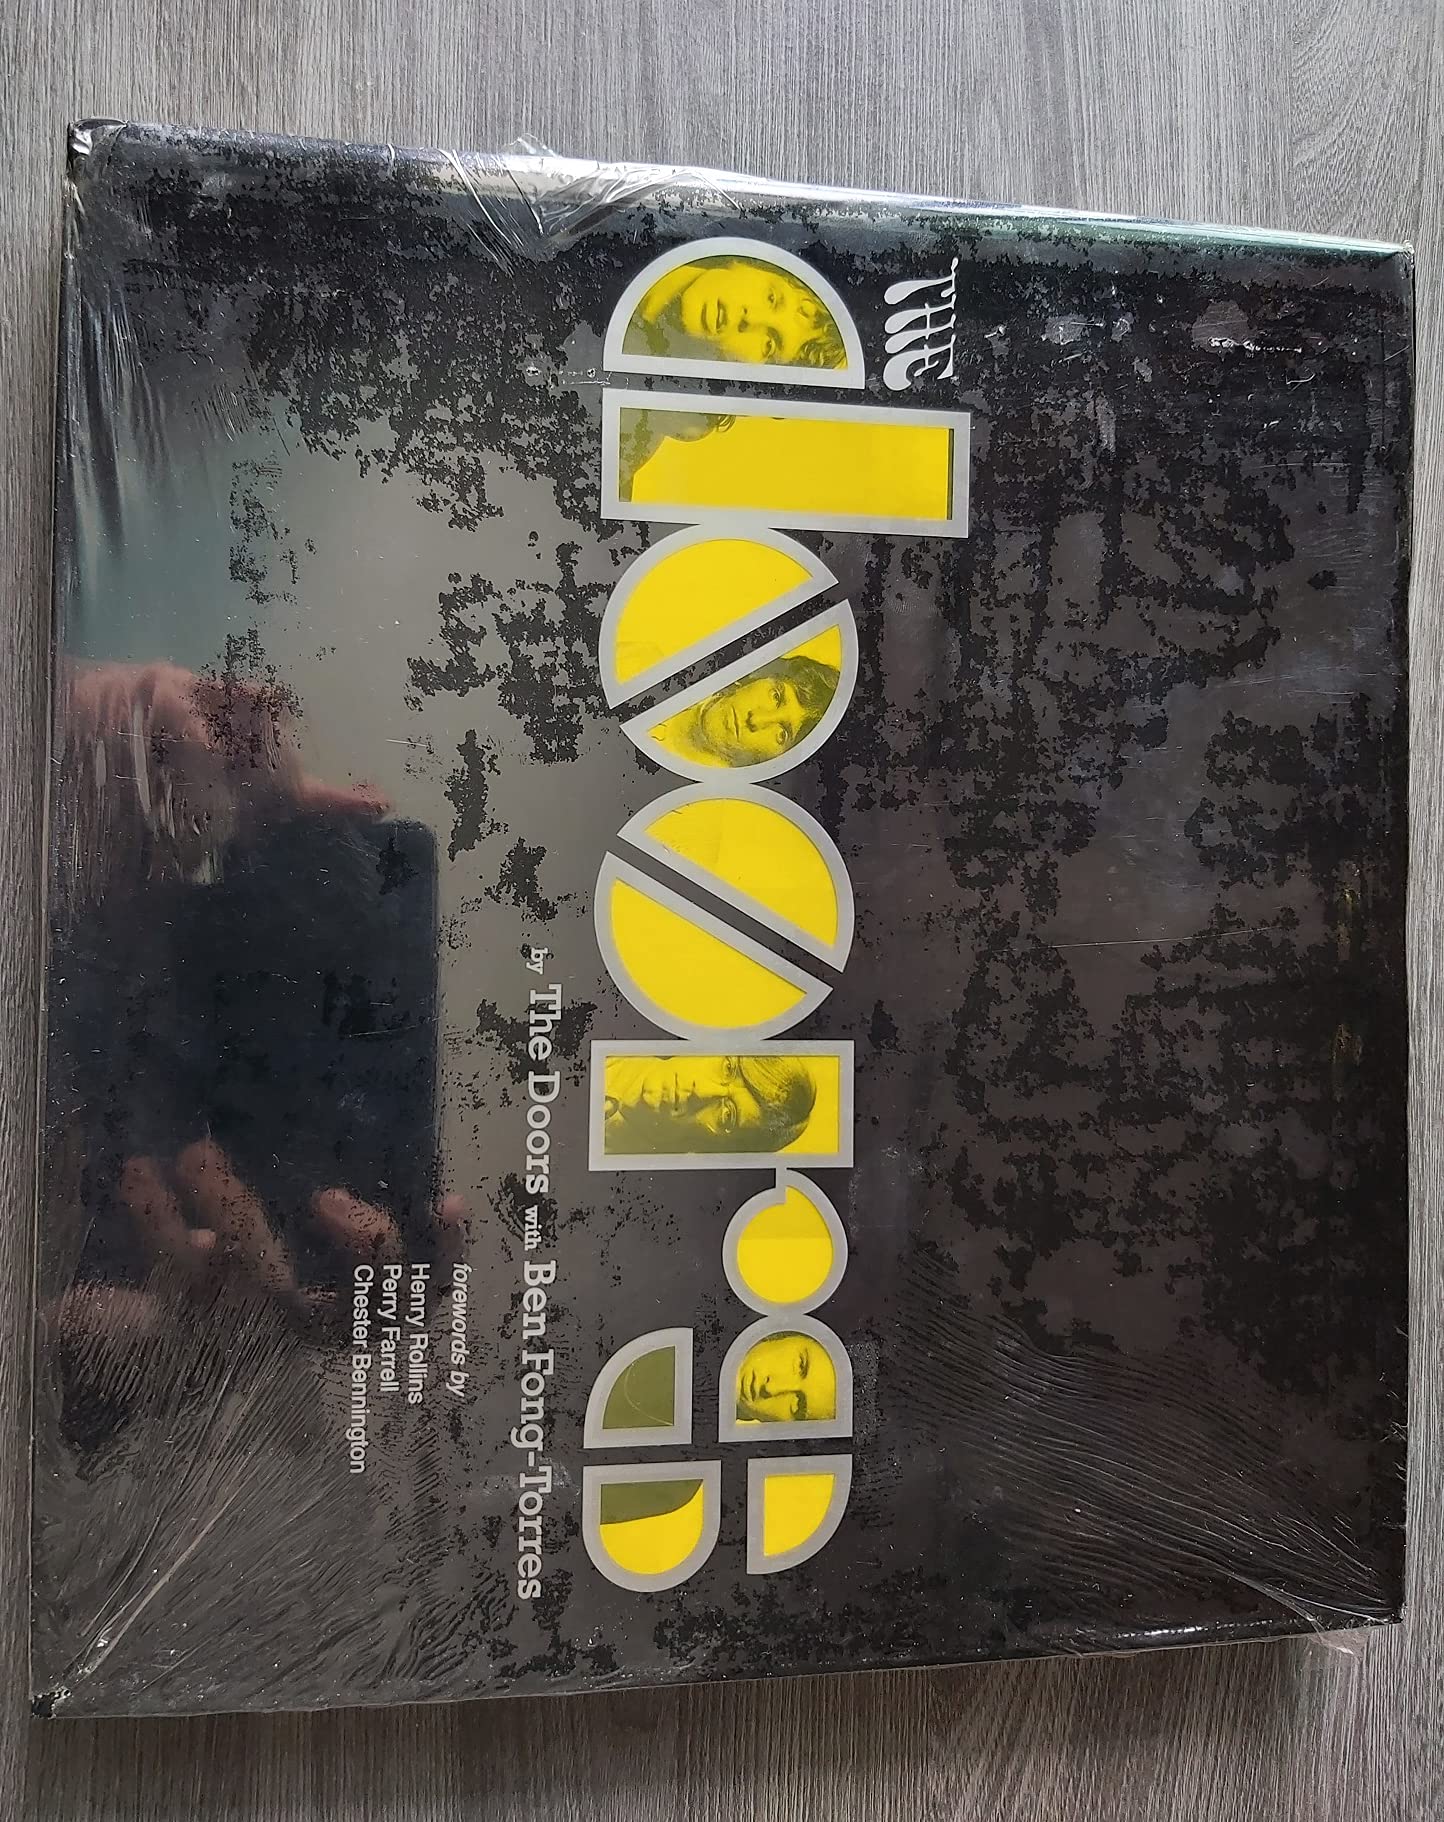 THE
doors
by The Doors with Ben Fong-Torres
forewords by
Henry Rollins
Perry Farrell
Chester Bennington